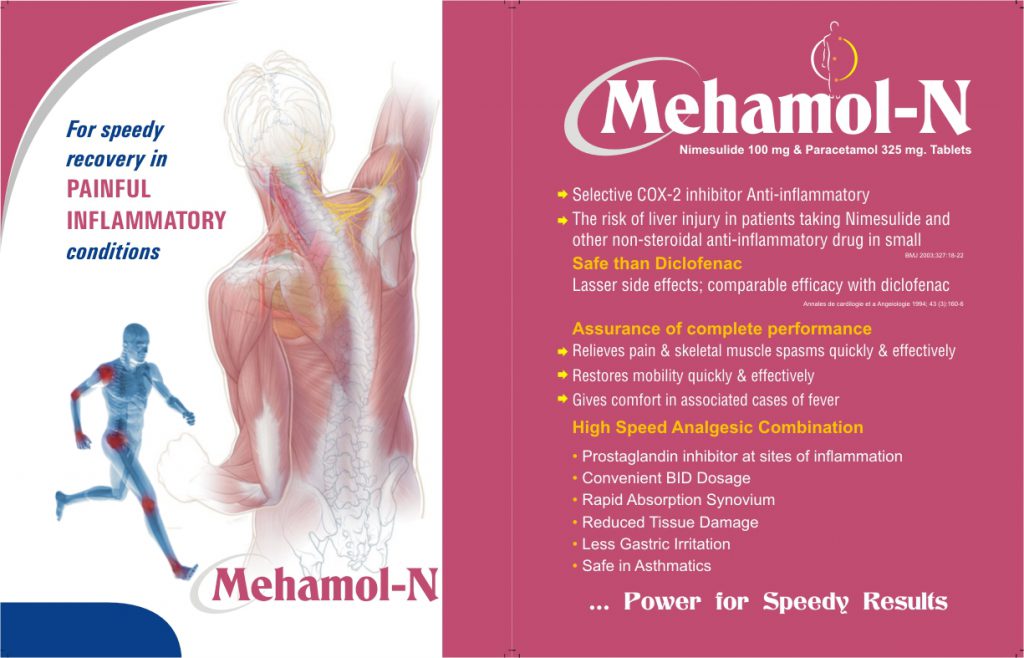 For speedy
recovery in
PAINFUL
INFLAMMATORY
conditions
Mehamol-N
Mehamol-N
Nimesulide 100 mg & Paracetamol 325 mg. Tablets
Selective COX-2 inhibitor Anti-inflammatory
The risk of liver injury in patients taking Nimesulide and
other non-steroidal anti-inflammatory drug in small
BMJ 2003;327:18-22
Safe than Diclofenac
Lasser side effects; comparable efficacy with diclofenac
Annales de cardilogie et a Angeiologie 1994; 43 (3):160-6
Assurance of complete performance
Relieves pain & skeletal muscle spasms quickly & effectively
Restores mobility quickly & effectively
Gives comfort in associated cases of fever
High Speed Analgesic Combination
• Prostaglandin inhibitor at sites of inflammation
• Convenient BID Dosage
• Rapid Absorption Synovium
• Reduced Tissue Damage
• Less Gastric Irritation
• Safe in Asthmatics
... Power for Speedy Results